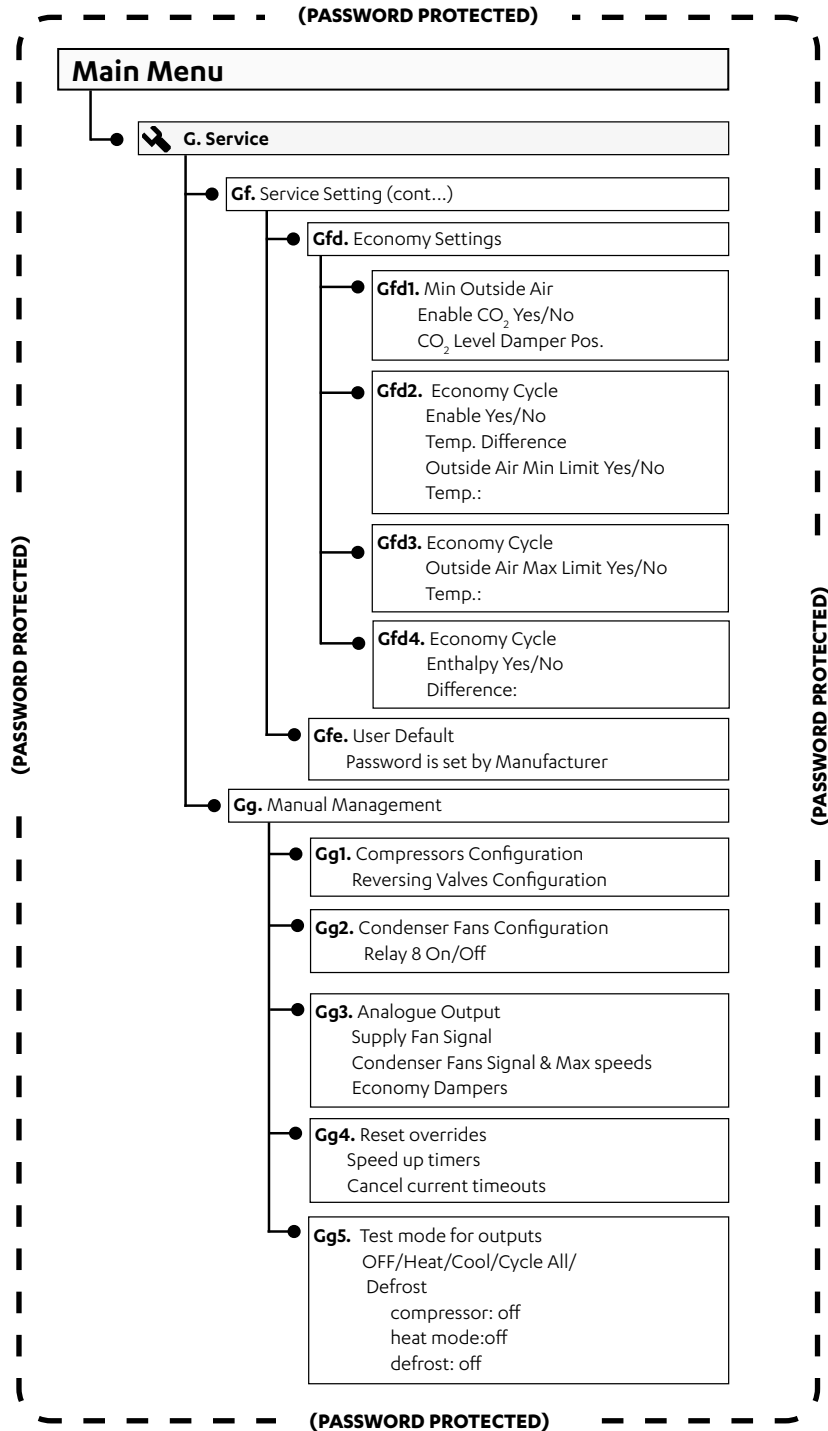 (PASSWORD PROTECTED)
Main Menu
G. Service
Gf. Service Setting (cont...)
Gfd. Economy Settings
Gfd1. Min Outside Air
Enable CO₂ Yes/No
CO₂ Level Damper Pos.
Gfd2. Economy Cycle
Enable Yes/No
Temp. Difference
Outside Air Min Limit Yes/No
Temp.:
Gfd3. Economy Cycle
Outside Air Max Limit Yes/No
Temp.:
Gfd4. Economy Cycle
Enthalpy Yes/No
Difference:
Gfe. User Default
Password is set by Manufacturer
Gg. Manual Management
Gg1. Compressors Configuration
Reversing Valves Configuration
Gg2. Condenser Fans Configuration
Relay 8 On/Off
Gg3. Analogue Output
Supply Fan Signal
Condenser Fans Signal & Max speeds
Economy Dampers
Gg4. Reset overrides
Speed up timers
Cancel current timeouts
Gg5. Test mode for outputs
OFF/Heat/Cool/Cycle All/
Defrost
compressor: off
heat mode:off
defrost: off
(PASSWORD PROTECTED)
(PASSWORD PROTECTED)
(PASSWORD PROTECTED)